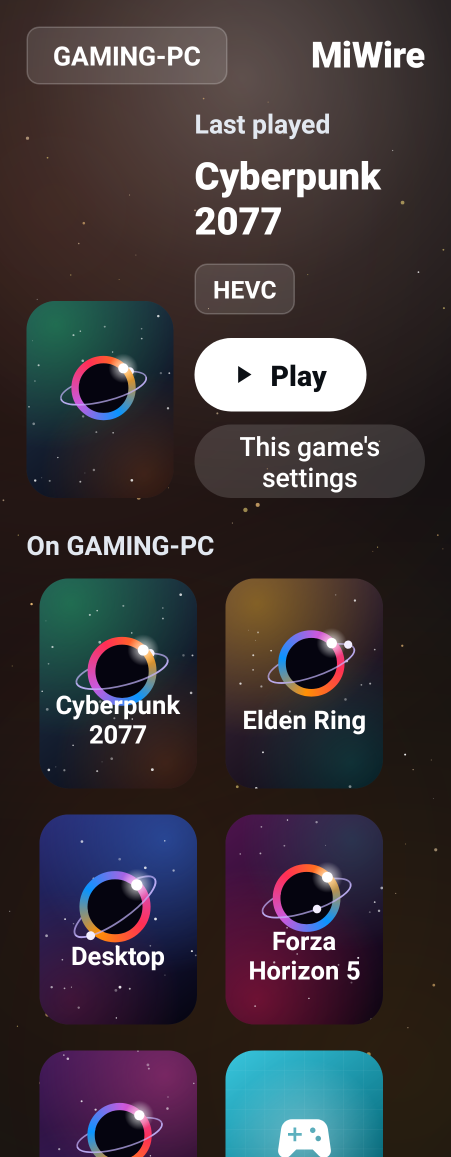 GAMING-PC
MiWire
Last played
Cyberpunk
2077
HEVC
Play
This game's
settings
On GAMING-PC
Cyberpunk
2077
Elden Ring
Desktop
Forza
Horizon 5